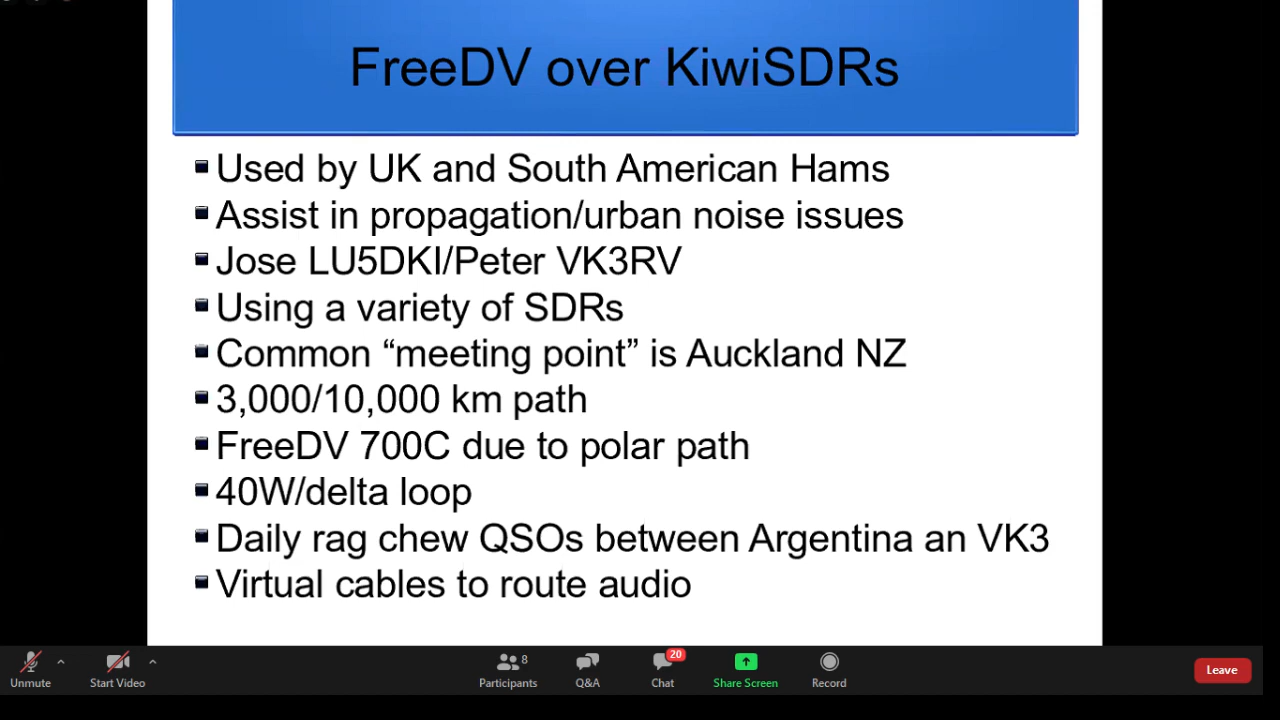 FreeDV over KiwiSDRs
Used by UK and South American Hams
Assist in propagation/urban noise issues
Jose LU5DKI/Peter VK3RV
Using a variety of SDRs
Common “meeting point” is Auckland NZ
3,000/10,000 km path
FreeDV 700C due to polar path
40W/delta loop
Daily rag chew QSOs between Argentina an VK3
Virtual cables to route audio
8
20
Unmute
Start Video
Participants
Q&A
Chat
Share Screen
Record
Leave